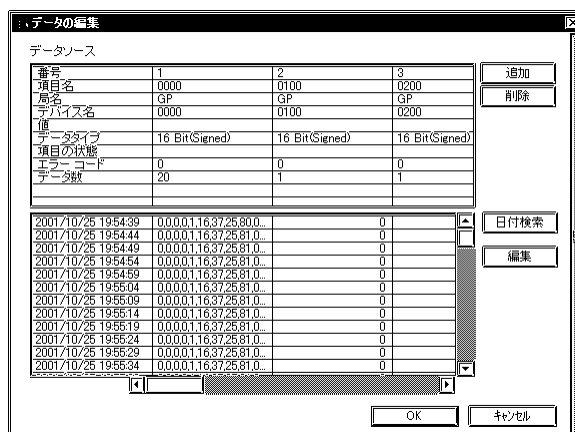 データの編集
データソース
番号 1 2 3
項目名 0000 0100 0200
局名 GP GP GP
デバイス名 0000 0100 0200
値
データタイプ 16 Bit(Signed) 16 Bit(Signed) 16 Bit(Signed)
項目の状態
エラー コード 0 0 0
データ数 20 1 1
追加
削除
2001/10/25 19:54:39 0,0,0,0,1,16,37,25,80,0... 0
2001/10/25 19:54:44 0,0,0,0,1,16,37,25,81,0... 0
2001/10/25 19:54:49 0,0,0,0,1,16,37,25,81,0... 0
2001/10/25 19:54:54 0,0,0,0,1,16,37,25,81,0... 0
2001/10/25 19:54:59 0,0,0,0,1,16,37,25,81,0... 0
2001/10/25 19:55:04 0,0,0,0,1,16,37,25,81,0... 0
2001/10/25 19:55:09 0,0,0,0,1,16,37,25,81,0... 0
2001/10/25 19:55:14 0,0,0,0,1,16,37,25,81,0... 0
2001/10/25 19:55:19 0,0,0,0,1,16,37,25,81,0... 0
2001/10/25 19:55:24 0,0,0,0,1,16,37,25,81,0... 0
2001/10/25 19:55:29 0,0,0,0,1,16,37,25,81,0... 0
2001/10/25 19:55:34 0,0,0,0,1,16,37,25,81,0... 0
日付検索
編集
OK
キャンセル